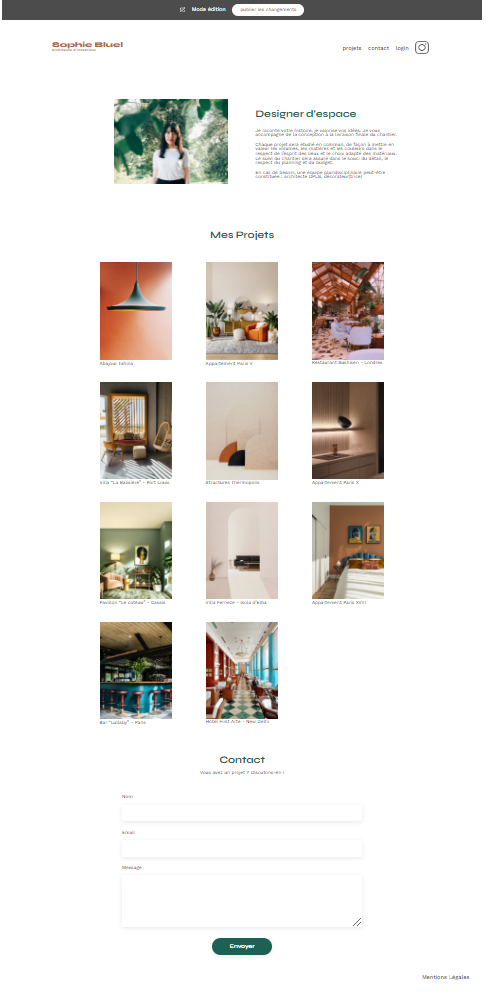 Mode édition
publier les changements
Sophie Bluel
Architecte d'intérieur
projets contact login
Designer d'espace
Je raconte votre histoire, je valorise vos idées. Je vous
accompagne de la conception à la livraison finale du chantier.
Chaque projet sera étudié en commun, de façon à mettre en
valeur les volumes, les matières et les couleurs dans le
respect de l'esprit des lieux et le choix adapté des matériaux.
Le suivi du chantier sera assuré dans le souci du détail, le
respect du planning et du budget.
En cas de besoin, une équipe pluridisciplinaire peut-être
constituée : architecte DPLG, décorateur(trice)
Mes Projets
Abajour Tahina
Appartement Paris V
Restaurant Sushisen - Londres
Villa "La Balisière" - Port Louis
Structures Thermopolis
Appartement Paris X
Pavillon "Le coteau" - Cassis
Villa Ferneze - Isola d'Elba
Appartement Paris XVIII
Bar "Lullaby" - Paris
Hotel First Arte - New Delhi
Contact
Vous avez un projet ? Discutons-en !
Nom
Email
Message
Envoyer
Mentions Légales